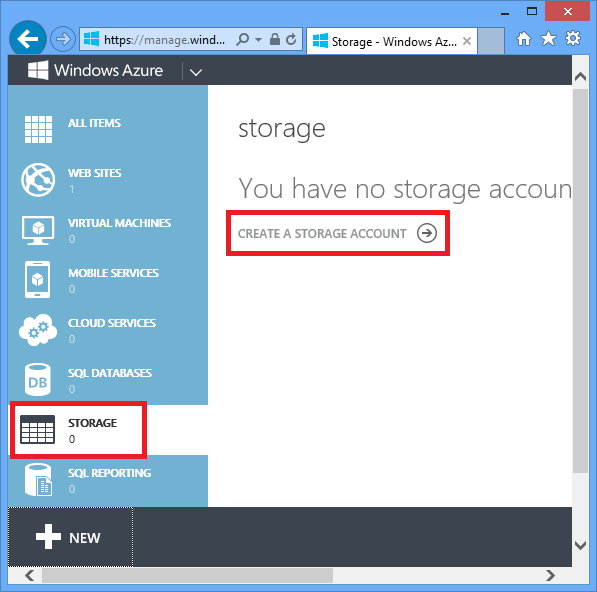 https://manage.wind...
Storage - Windows Az...
Windows Azure
ALL ITEMS
WEB SITES
1
VIRTUAL MACHINES
0
MOBILE SERVICES
0
CLOUD SERVICES
0
DB
SQL DATABASES
0
STORAGE
0
SQL REPORTING
0
NEW
storage
You have no storage accoun
CREATE A STORAGE ACCOUNT